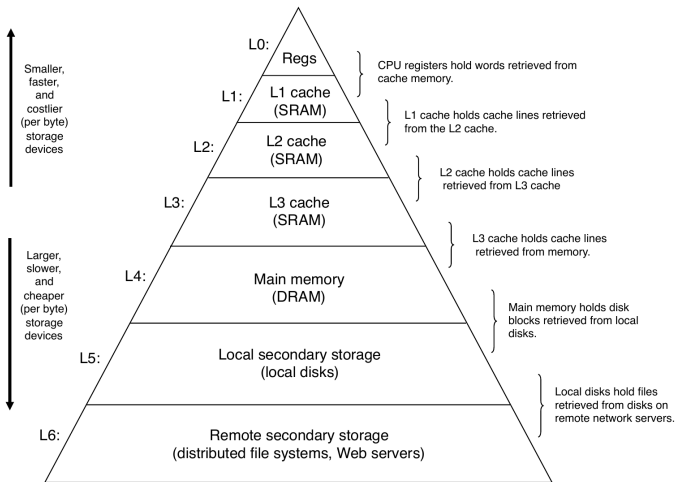 L0:
Regs
CPU registers hold words retrieved from
cache memory.
Smaller,
faster,
and
costlier
(per byte)
storage
devices
L1:
L1 cache
(SRAM)
L1 cache holds cache lines retrieved
from the L2 cache.
L2:
L2 cache
(SRAM)
L2 cache holds cache lines
retrieved from L3 cache
L3:
L3 cache
(SRAM)
L3 cache holds cache lines
retrieved from memory.
Larger,
slower,
and
cheaper
(per byte)
storage
devices
L4:
Main memory
(DRAM)
Main memory holds disk
blocks retrieved from local
disks.
L5:
Local secondary storage
(local disks)
Local disks hold files
retrieved from disks on
remote network servers.
L6:
Remote secondary storage
(distributed file systems, Web servers)